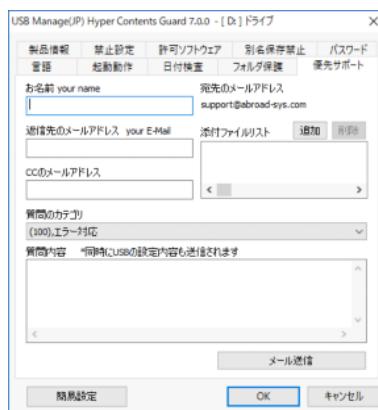 USB Manage(JP) Hyper Contents Guard 7.0.0 - [ D: ] ドライブ
製品情報 禁止設定 許可ソフトウェア 別名保存禁止 パスワード
言語 起動動作 日付検査 フォルダ保護 優先サポート
お名前 your name
宛先のメールアドレス
support@abroad-sys.com
返信先のメールアドレス your E-Mail
添付ファイルリスト 追加 削除
CCのメールアドレス
質問のカテゴリ
(100),エラー対応
質問内容 *同時にUSBの設定内容も送信されます
メール送信
簡易設定 OK キャンセル